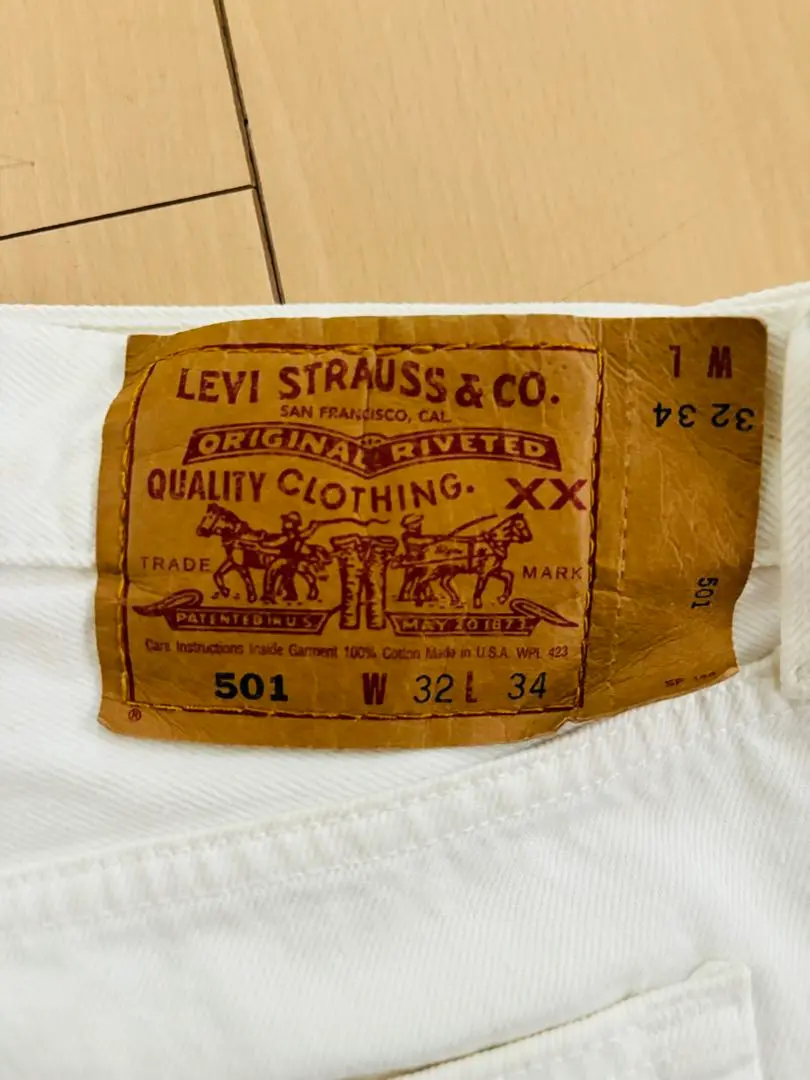 LEVI STRAUSS & CO.
SAN FRANCISCO, CAL.
ORIGINAL RIVETED
QUALITY CLOTHING. XX
TRADE MARK
PATENTED IN U.S. MAY 20 1873
Care Instructions Inside Garment 100% Cotton Made in U.S.A. WPL 423
501 W 32 L 34
®
W L
32 34
501